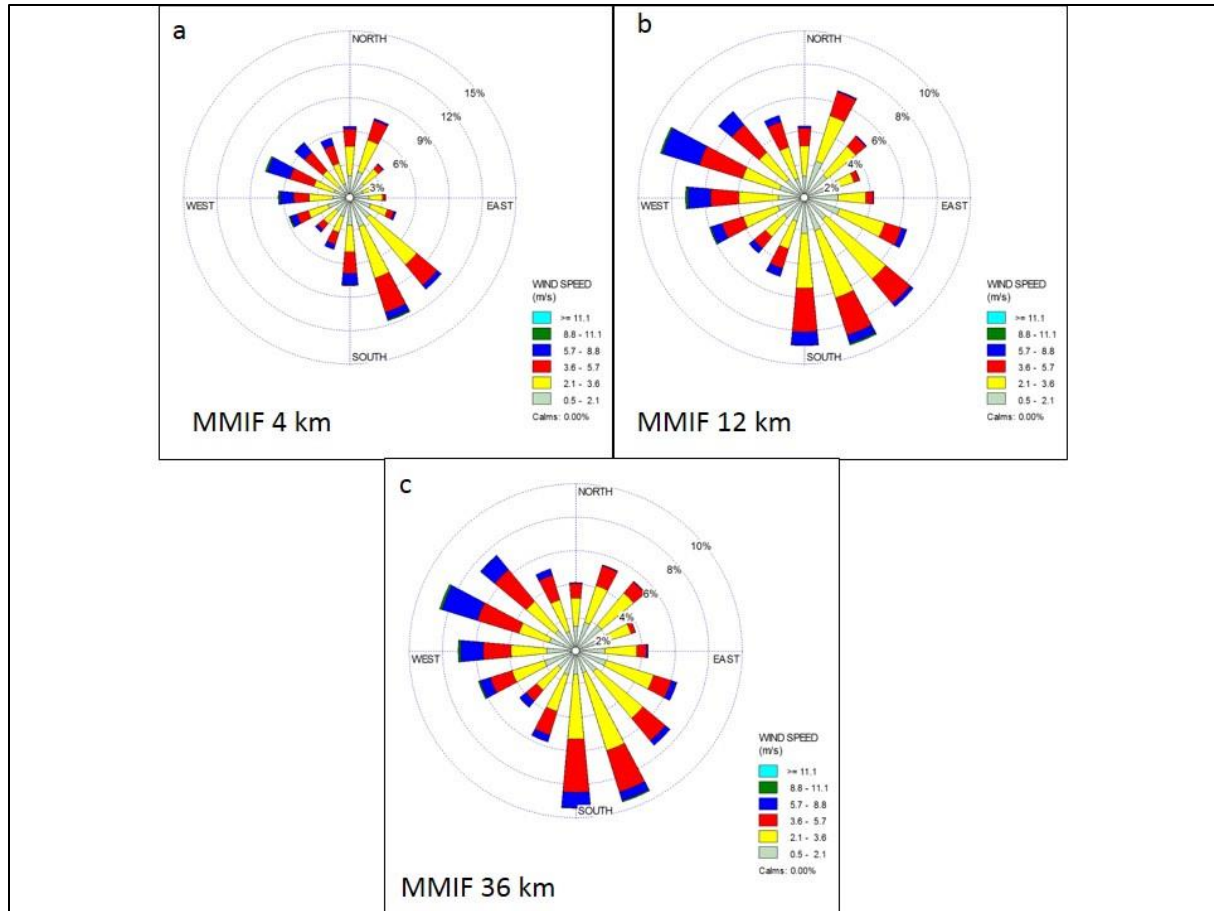 a
NORTH
15%
12%
9%
6%
3%
WEST
EAST
WIND SPEED
(m/s)
>= 11.1
8.8 - 11.1
5.7 - 8.8
3.6 - 5.7
2.1 - 3.6
0.5 - 2.1
Calms: 0.00%
SOUTH
MMIF 4 km
b
NORTH
10%
8%
6%
4%
2%
WEST
EAST
WIND SPEED
(m/s)
>= 11.1
8.8 - 11.1
5.7 - 8.8
3.6 - 5.7
2.1 - 3.6
0.5 - 2.1
Calms: 0.00%
SOUTH
MMIF 12 km
c
NORTH
10%
8%
6%
4%
2%
WEST
EAST
WIND SPEED
(m/s)
>= 11.1
8.8 - 11.1
5.7 - 8.8
3.6 - 5.7
2.1 - 3.6
0.5 - 2.1
Calms: 0.00%
SOUTH
MMIF 36 km